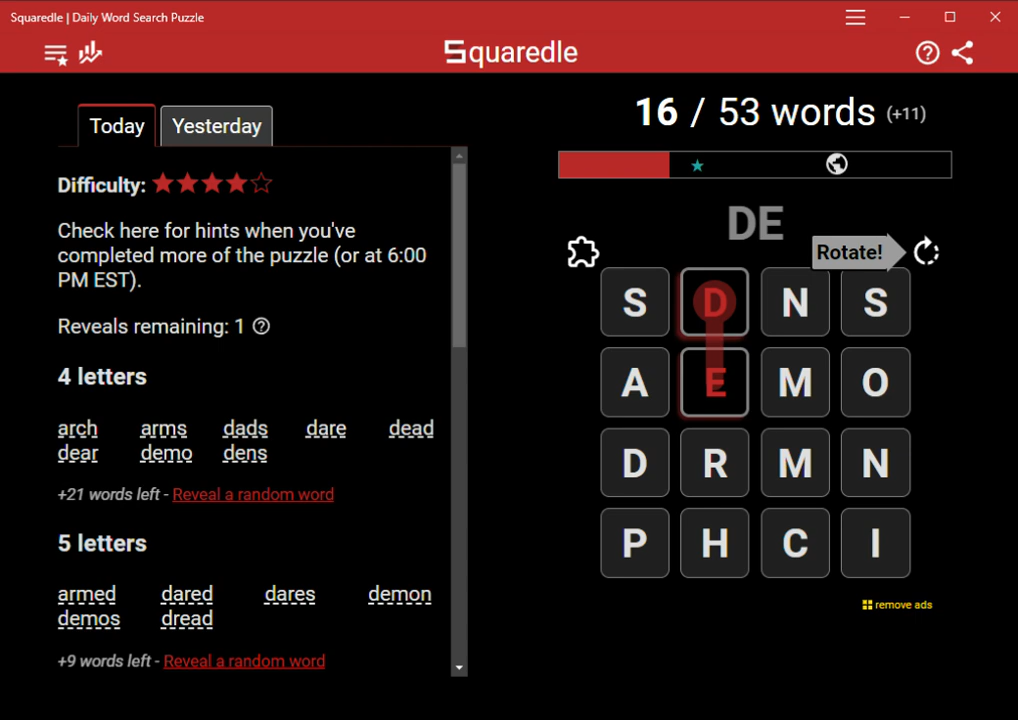 Squaredle | Daily Word Search Puzzle
Squaredle
Today
Yesterday
Difficulty:
Check here for hints when you've
completed more of the puzzle (or at 6:00
PM EST).
Reveals remaining: 1
4 letters
arch arms dads dare dead
dear demo dens
+21 words left - Reveal a random word
5 letters
armed dared dares demon
demos dread
+9 words left - Reveal a random word
16 / 53 words (+11)
DE
Rotate!
S D N S
A E M O
D R M N
P H C I
remove ads